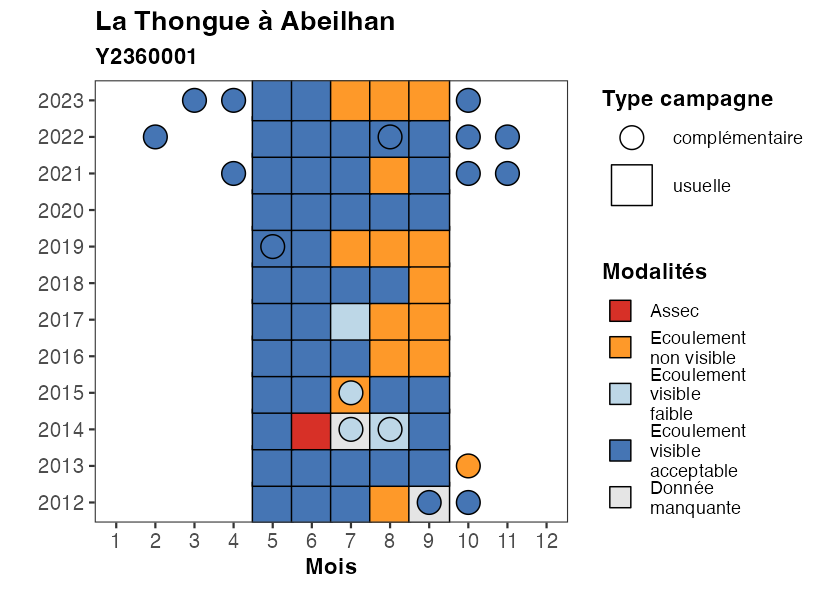 La Thongue à Abeilhan
Y2360001
2023
2022
2021
2020
2019
2018
2017
2016
2015
2014
2013
2012
1 2 3 4 5 6 7 8 9 10 11 12
Mois
Type campagne
complémentaire
usuelle
Modalités
Assec
Ecoulement
non visible
Ecoulement
visible
faible
Ecoulement
visible
acceptable
Donnée
manquante